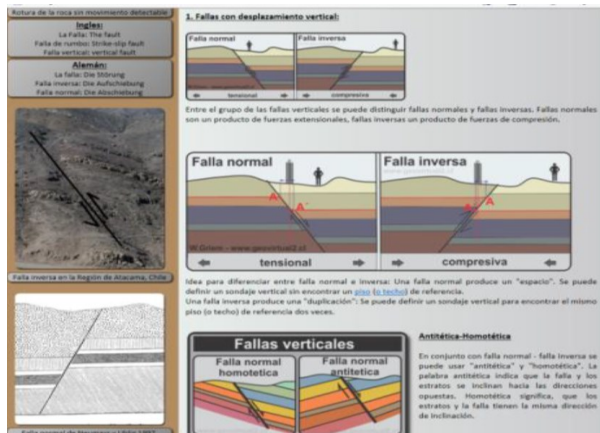 Rotura de la roca sin movimiento detectable
Ingles:
La Falla: The fault
Falla de rumbo: Strike-slip fault
Falla vertical: vertical fault
Alemán:
La falla: Die Störung
Falla inversa: Die Aufschiebung
Falla normal: Die Abschiebung
Falla inversa en la Región de Atacama, Chile
1. Fallas con desplazamiento vertical:
Falla normal
Falla inversa
tensional
compresiva
Entre el grupo de las fallas verticales se puede distinguir fallas normales y fallas inversas. Fallas normales
son un producto de fuerzas extensionales, fallas inversas un producto de fuerzas de compresión.
Falla normal
Falla inversa
www.geovirtual2.cl
A
A´
A
A
W.Griem - www.geovirtual2.cl
tensional
compresiva
Idea para diferenciar entre falla normal e inversa: Una falla normal produce un "espacio". Se puede
definir un sondaje vertical sin encontrar un piso (o techo) de referencia.
Una falla inversa produce una "duplicación": Se puede definir un sondaje vertical para encontrar el mismo
piso (o techo) de referencia dos veces.
Fallas verticales
Falla normal
homotetica
Falla normal
antitetica
Antitética-Homotética
En conjunto con falla normal - falla inversa se
puede usar "antitética" y "homotética". La
palabra antitética indica que la falla y los
estratos se inclinan hacia las direcciones
opuestas. Homotética significa, que los
estratos y la falla tienen la misma dirección
de inclinación.